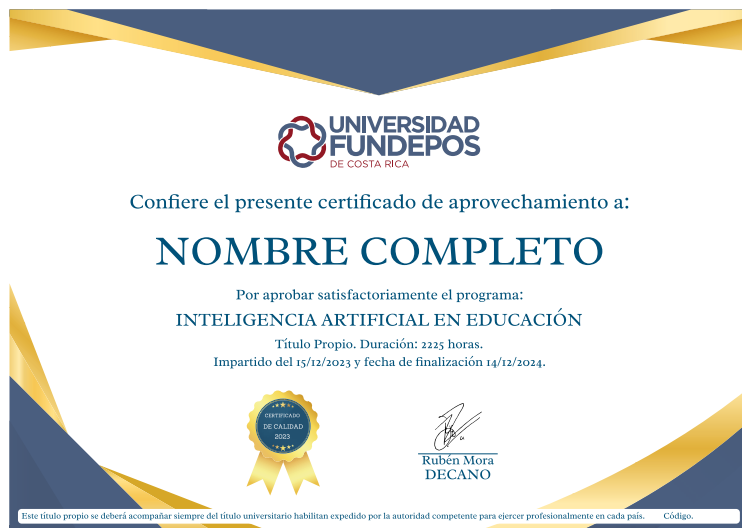 UNIVERSIDAD
FUNDEPOS
DE COSTA RICA
Confiere el presente certificado de aprovechamiento a:
NOMBRE COMPLETO
Por aprobar satisfactoriamente el programa:
INTELIGENCIA ARTIFICIAL EN EDUCACIÓN
Título Propio. Duración: 2225 horas.
Impartido del 15/12/2023 y fecha de finalización 14/12/2024.
CERTIFICADO
DE CALIDAD
2023
Rubén Mora
DECANO
Este título propio se deberá acompañar siempre del título universitario habilitan expedido por la autoridad competente para ejercer profesionalmente en cada país. Código.